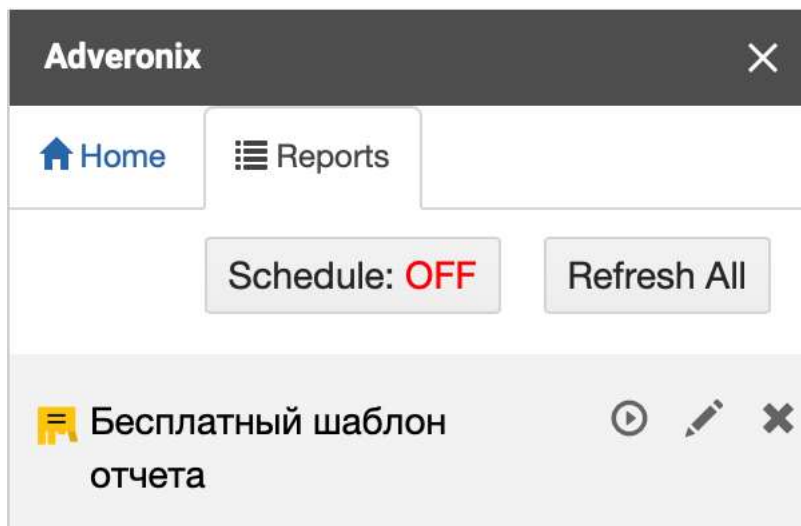 Adveronix
Home Reports
Schedule: OFF Refresh All
Бесплатный шаблон
отчета